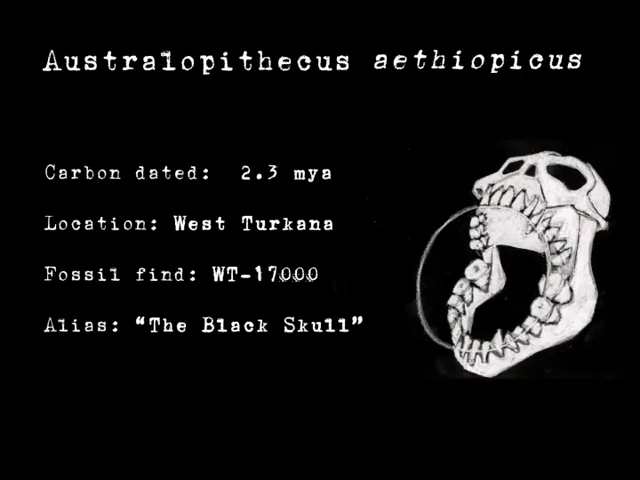 Australopithecus aethiopicus
Carbon dated: 2.3 mya
Location: West Turkana
Fossil find: WT-17000
Alias: “The Black Skull”